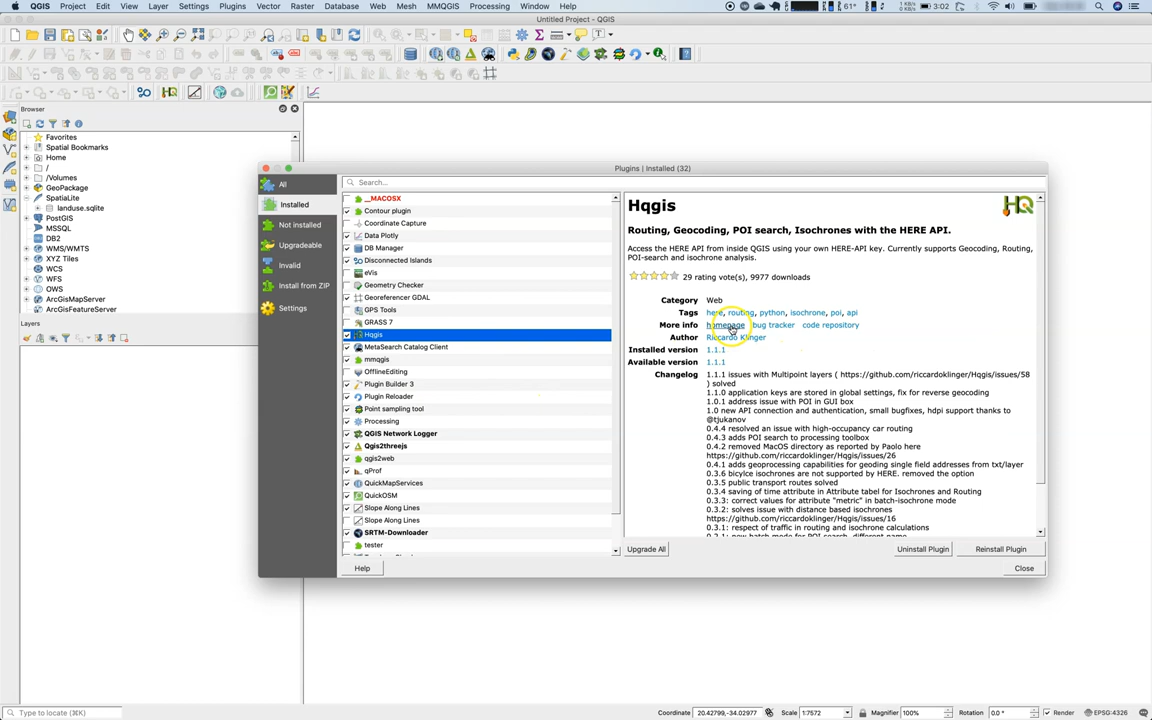 QGIS Project Edit View Layer Settings Plugins Vector Raster Database Web Mesh MMQGIS Processing Window Help 61° 3:02
Untitled Project - QGIS
Browser
Favorites
Spatial Bookmarks
Home
/
/Volumes
GeoPackage
SpatiaLite
landuse.sqlite
PostGIS
MSSQL
DB2
WMS/WMTS
XYZ Tiles
WCS
WFS
OWS
ArcGisMapServer
ArcGisFeatureServer
Layers
Plugins | Installed (32)
All
Installed
Not installed
Upgradeable
Invalid
Install from ZIP
Settings
Search...
__MACOSX
Contour plugin
Coordinate Capture
Data Plotly
DB Manager
Disconnected Islands
eVis
Geometry Checker
Georeferencer GDAL
GPS Tools
GRASS 7
Hqgis
MetaSearch Catalog Client
mmqgis
OfflineEditing
Plugin Builder 3
Plugin Reloader
Point sampling tool
Processing
QGIS Network Logger
Qgis2threejs
qgis2web
qProf
QuickMapServices
QuickOSM
Slope Along Lines
Slope Along Lines
SRTM-Downloader
tester
Hqgis
HQ
Routing, Geocoding, POI search, Isochrones with the HERE API.
Access the HERE API from inside QGIS using your own HERE-API key. Currently supports Geocoding, Routing,
POI-search and isochrone analysis.
29 rating vote(s), 9977 downloads
Category Web
Tags here, routing, python, isochrone, poi, api
More info homepage bug tracker code repository
Author Riccardo Klinger
Installed version 1.1.1
Available version 1.1.1
Changelog 1.1.1 issues with Multipoint layers ( https://github.com/riccardoklinger/Hqgis/issues/58
) solved
1.1.0 application keys are stored in global settings, fix for reverse geocoding
1.0.1 address issue with POI in GUI box
1.0 new API connection and authentication, small bugfixes, hdpi support thanks to
@tjukanov
0.4.4 resolved an issue with high-occupancy car routing
0.4.3 adds POI search to processing toolbox
0.4.2 removed MacOS directory as reported by Paolo here
https://github.com/riccardoklinger/Hqgis/issues/26
0.4.1 adds geoprocessing capabilities for geoding single field addresses from txt/layer
0.3.6 bicylce isochrones are not supported by HERE. removed the option
0.3.5 public transport routes solved
0.3.4 saving of time attribute in Attribute tabel for Isochrones and Routing
0.3.3: correct values for attribute "metric" in batch-isochrone mode
0.3.2: solves issue with distance based isochrones
https://github.com/riccardoklinger/Hqgis/issues/16
0.3.1: respect of traffic in routing and isochrone calculations
Upgrade All Uninstall Plugin Reinstall Plugin
Help Close
Type to locate (⌘K) Coordinate 20.42799,-34.02977 Scale 1:7572 Magnifier 100% Rotation 0.0 ° Render EPSG:4326